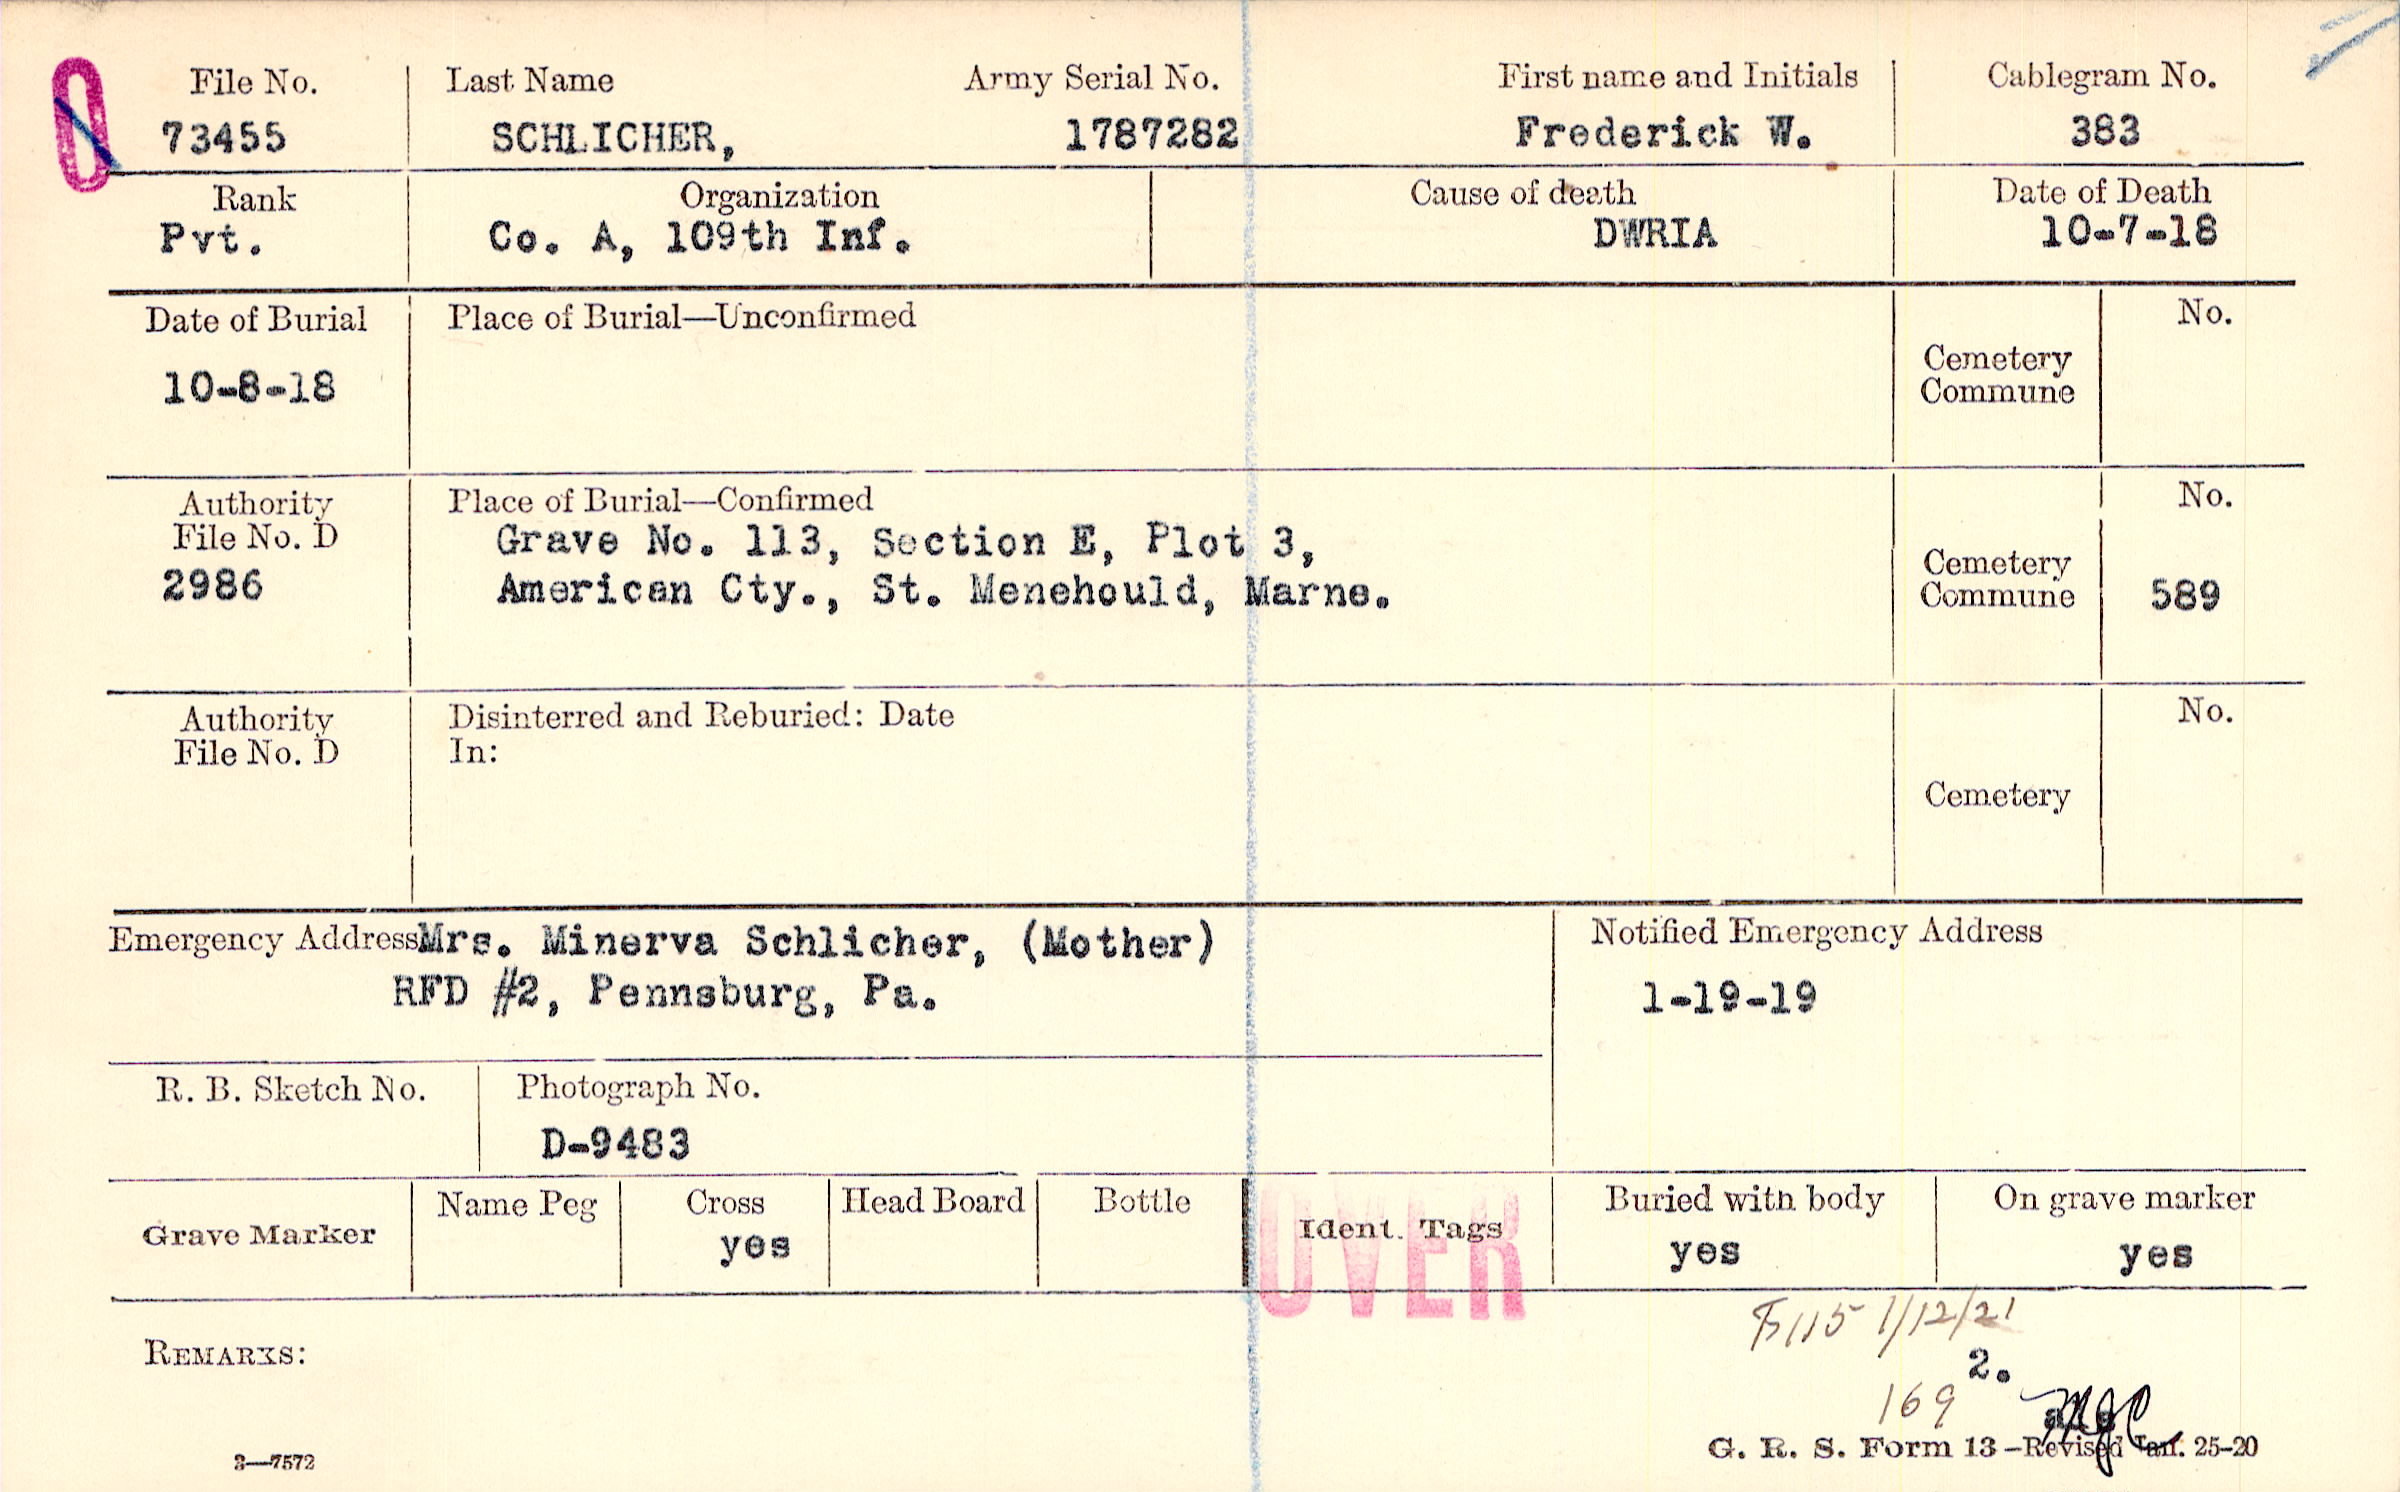 File No. Last Name Army Serial No. First name and Initials Cablegram No.
73455 SCHLICHER, 1787282 Frederick W. 383
Rank Organization Cause of death Date of Death
Pvt. Co. A, 109th Inf. DWRIA 10-7-18
Date of Burial Place of Burial—Unconfirmed No.
10-8-18
Cemetery
Commune
Authority Place of Burial—Confirmed No.
File No. D Grave No. 113, Section E, Plot 3,
2986 American Cty., St. Menehould, Marne.
Cemetery
Commune 589
Authority Disinterred and Reburied: Date No.
File No. D In:
Cemetery
Emergency Address Mrs. Minerva Schlicher, (Mother) Notified Emergency Address
RFD #2, Pennsburg, Pa. 1-19-19
R. B. Sketch No. Photograph No.
D-9483
Grave Marker Name Peg Cross Head Board Bottle Ident. Tags Buried with body On grave marker
yes yes yes
OVER
1/12/21
REMARKS:
2.
169
3—7572 G. R. S. Form 13—Revised Jan. 25-20